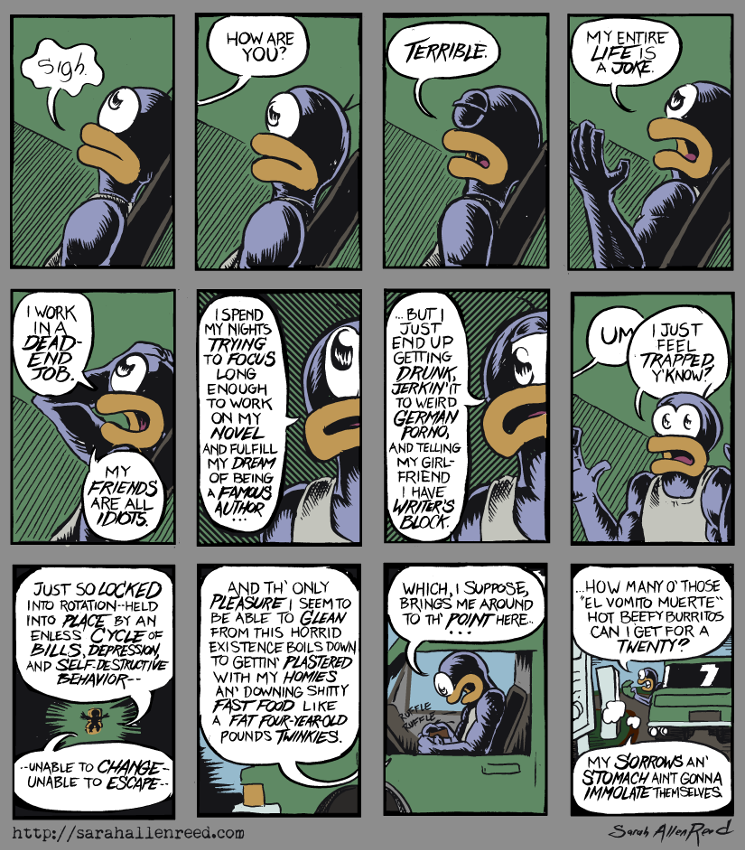 Sigh.
HOW ARE
YOU?
TERRIBLE.
MY ENTIRE
LIFE IS
A JOKE.
I WORK
IN A
DEAD-
END
JOB.
MY
FRIENDS
ARE ALL
IDIOTS.
I SPEND
MY NIGHTS
TRYING
TO FOCUS
LONG
ENOUGH
TO WORK
ON MY
NOVEL
AND FULFILL
MY DREAM
OF BEING
A FAMOUS
AUTHOR
...
...BUT I
JUST
END UP
GETTING
DRUNK,
JERKIN' IT
TO WEIRD
GERMAN
PORNO,
AND TELLING
MY GIRL-
FRIEND
I HAVE
WRITER'S
BLOCK.
UM
I JUST
FEEL
TRAPPED,
Y'KNOW?
JUST SO LOCKED
INTO ROTATION--HELD
INTO PLACE BY AN
ENLESS CYCLE OF
BILLS, DEPRESSION,
AND SELF-DESTRUCTIVE
BEHAVIOR--
--UNABLE TO CHANGE--
UNABLE TO ESCAPE--
AND TH' ONLY
PLEASURE I SEEM TO
BE ABLE TO GLEAN
FROM THIS HORRID
EXISTENCE BOILS DOWN
TO GETTIN' PLASTERED
WITH MY HOMIES
AN' DOWNING SHITTY
FAST FOOD LIKE
A FAT FOUR-YEAR-OLD
POUNDS TWINKIES.
WHICH, I SUPPOSE,
BRINGS ME AROUND
TO TH' POINT HERE..
...
RUFFLE
RUFFLE
...HOW MANY O' THOSE
"EL VOMITO MUERTE"
HOT BEEFY BURRITOS
CAN I GET FOR A
TWENTY?
MY SORROWS AN'
STOMACH AIN'T GONNA
IMMOLATE THEMSELVES.
http://sarahallenreed.com
Sarah Allen Reed